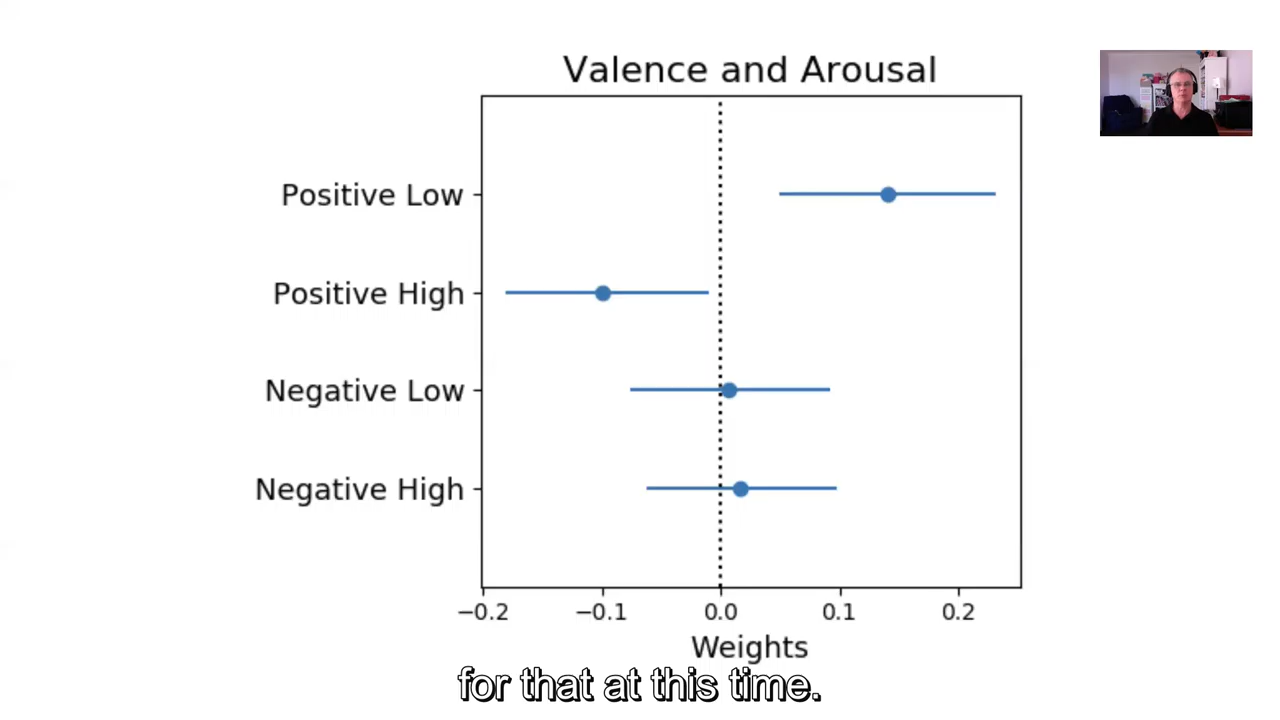 Valence and Arousal
Positive Low
Positive High
Negative Low
Negative High
−0.2 −0.1 0.0 0.1 0.2
Weights
for that at this time.